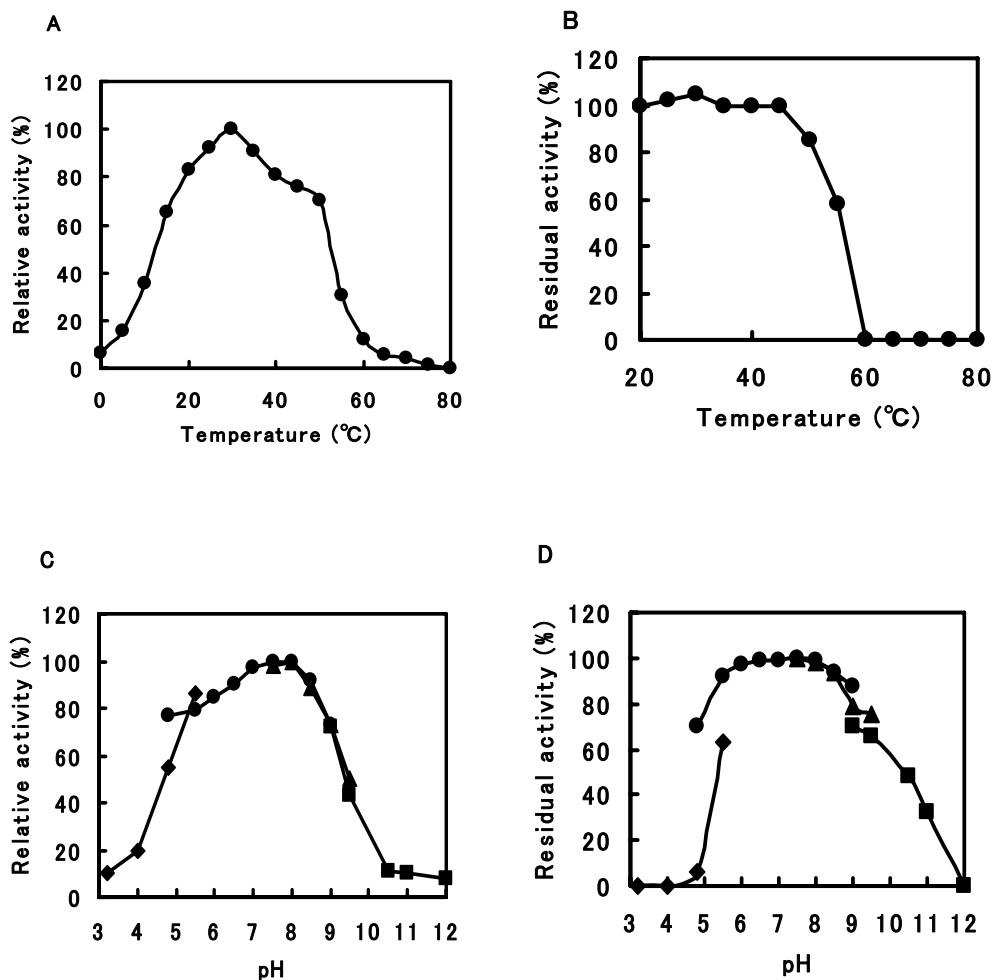 A
Relative activity (%)
120
100
80
60
40
20
0
0 20 40 60 80
Temperature (℃)
B
Residual activity (%)
120
100
80
60
40
20
0
20 40 60 80
Temperature (℃)
C
Relative activity (%)
120
100
80
60
40
20
0
3 4 5 6 7 8 9 10 11 12
pH
D
Residual activity (%)
120
100
80
60
40
20
0
3 4 5 6 7 8 9 10 11 12
pH